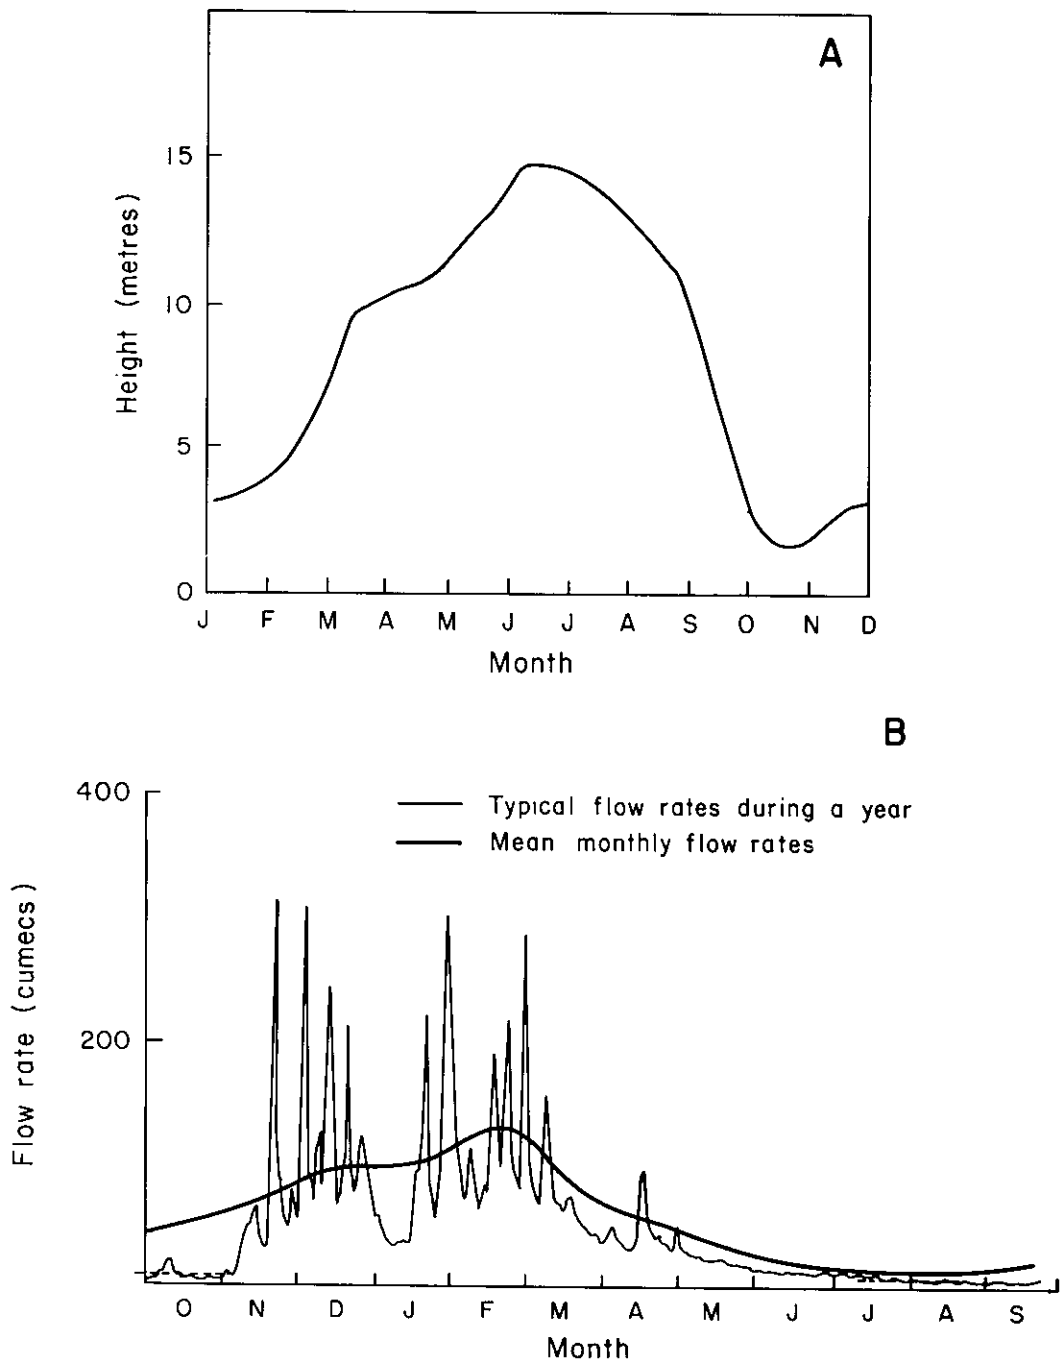 A
15
10
5
0
Height (metres)
J F M A M J J A S O N D
Month
B
400
200
Typical flow rates during a year
Mean monthly flow rates
Flow rate (cumecs)
O N D J F M A M J J A S
Month